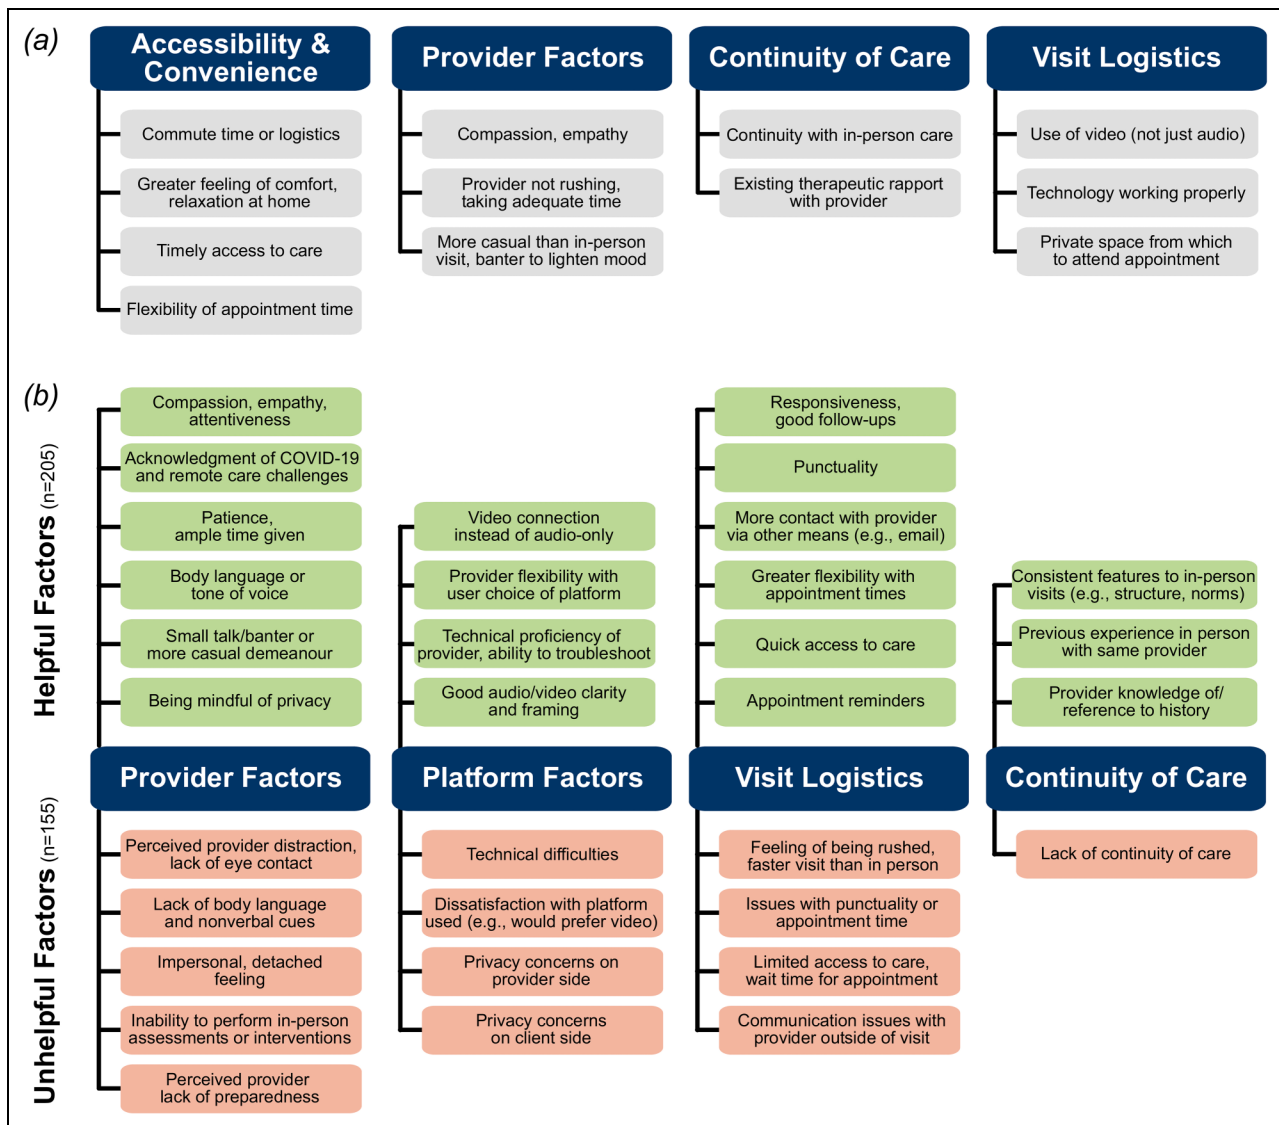 (a)
Accessibility &
Convenience
Commute time or logistics
Greater feeling of comfort,
relaxation at home
Timely access to care
Flexibility of appointment time
Provider Factors
Compassion, empathy
Provider not rushing,
taking adequate time
More casual than in-person
visit, banter to lighten mood
Continuity of Care
Continuity with in-person care
Existing therapeutic rapport
with provider
Visit Logistics
Use of video (not just audio)
Technology working properly
Private space from which
to attend appointment
(b)
Helpful Factors (n=205)
Compassion, empathy,
attentiveness
Acknowledgment of COVID-19
and remote care challenges
Patience,
ample time given
Body language or
tone of voice
Small talk/banter or
more casual demeanour
Being mindful of privacy
Video connection
instead of audio-only
Provider flexibility with
user choice of platform
Technical proficiency of
provider, ability to troubleshoot
Good audio/video clarity
and framing
Responsiveness,
good follow-ups
Punctuality
More contact with provider
via other means (e.g., email)
Greater flexibility with
appointment times
Quick access to care
Appointment reminders
Consistent features to in-person
visits (e.g., structure, norms)
Previous experience in person
with same provider
Provider knowledge of/
reference to history
Provider Factors
Platform Factors
Visit Logistics
Continuity of Care
Unhelpful Factors (n=155)
Perceived provider distraction,
lack of eye contact
Lack of body language
and nonverbal cues
Impersonal, detached
feeling
Inability to perform in-person
assessments or interventions
Perceived provider
lack of preparedness
Technical difficulties
Dissatisfaction with platform
used (e.g., would prefer video)
Privacy concerns on
provider side
Privacy concerns
on client side
Feeling of being rushed,
faster visit than in person
Issues with punctuality or
appointment time
Limited access to care,
wait time for appointment
Communication issues with
provider outside of visit
Lack of continuity of care